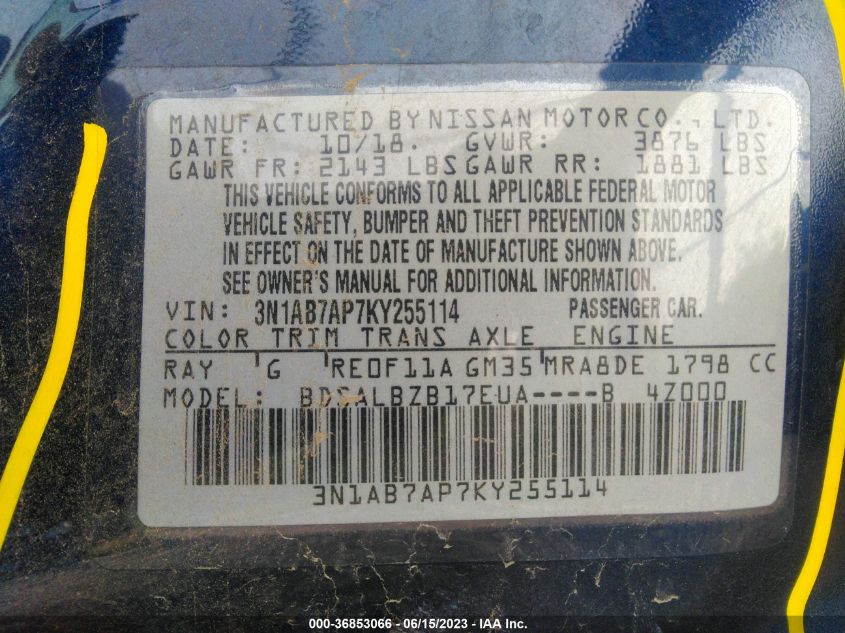 MANUFACTURED BY NISSAN MOTOR CO., LTD.
DATE: 10/18. GVWR: 3876 LBS
GAWR FR: 2143 LBS GAWR RR: 1881 LBS
THIS VEHICLE CONFORMS TO ALL APPLICABLE FEDERAL MOTOR
VEHICLE SAFETY, BUMPER AND THEFT PREVENTION STANDARDS
IN EFFECT ON THE DATE OF MANUFACTURE SHOWN ABOVE.
SEE OWNER'S MANUAL FOR ADDITIONAL INFORMATION.
VIN: 3N1AB7AP7KY255114 PASSENGER CAR.
COLOR TRIM TRANS AXLE ENGINE
RAY G RE0F11A GM35 MRA8DE 1798 CC
MODEL: BDSALBZB17EUA----B 4Z000
3N1AB7AP7KY255114
000-36853066 - 06/15/2023 - © IAA Inc.